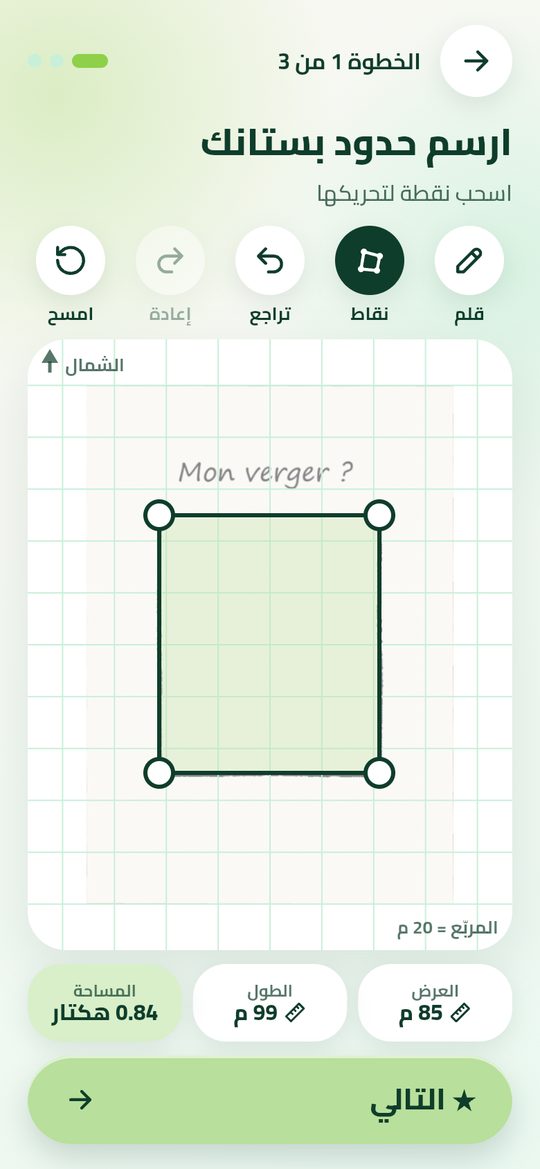 الخطوة 1 من 3
ارسم حدود بستانك
اسحب نقطة لتحريكها
قلم
نقاط
تراجع
إعادة
امسح
الشمال
Mon verger ?
المربّع = 20 م
العرض
85 م
الطول
99 م
المساحة
0.84 هكتار
★ التالي